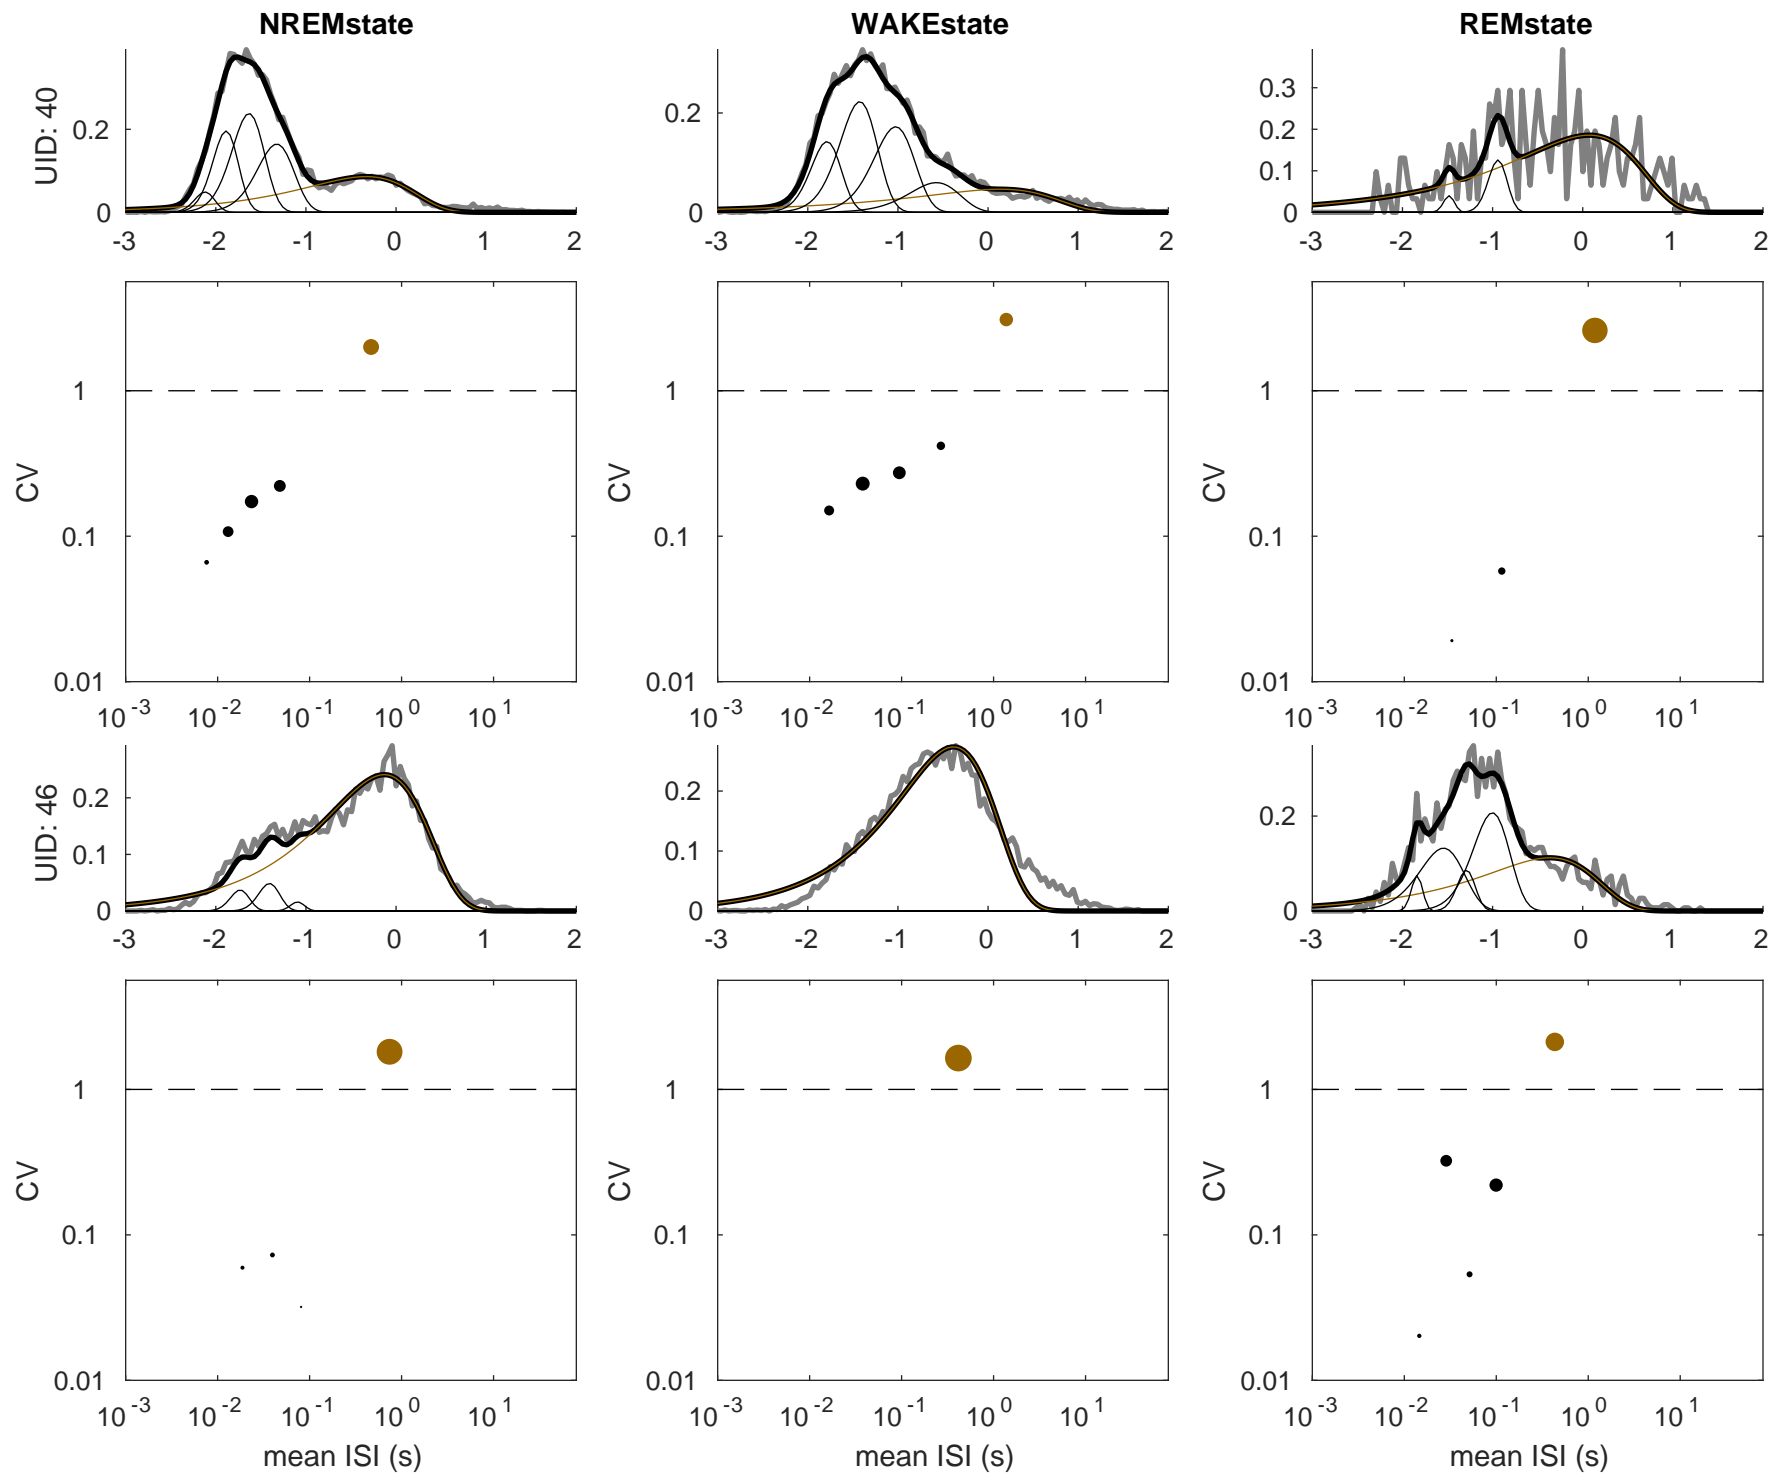 NREMstate WAKEstate REMstate
UID: 40
0.2 0.2 0.3
0 0 0.2
0.1
0
-3 -2 -1 0 1 2 -3 -2 -1 0 1 2 -3 -2 -1 0 1 2
CV CV CV
1 1 1
0.1 0.1 0.1
0.01 0.01 0.01
10^-3 10^-2 10^-1 10^0 10^1 10^-3 10^-2 10^-1 10^0 10^1 10^-3 10^-2 10^-1 10^0 10^1
UID: 46
0.2 0.2 0.2
0.1 0.1
0 0 0
-3 -2 -1 0 1 2 -3 -2 -1 0 1 2 -3 -2 -1 0 1 2
CV CV CV
1 1 1
0.1 0.1 0.1
0.01 0.01 0.01
10^-3 10^-2 10^-1 10^0 10^1 10^-3 10^-2 10^-1 10^0 10^1 10^-3 10^-2 10^-1 10^0 10^1
mean ISI (s) mean ISI (s) mean ISI (s)